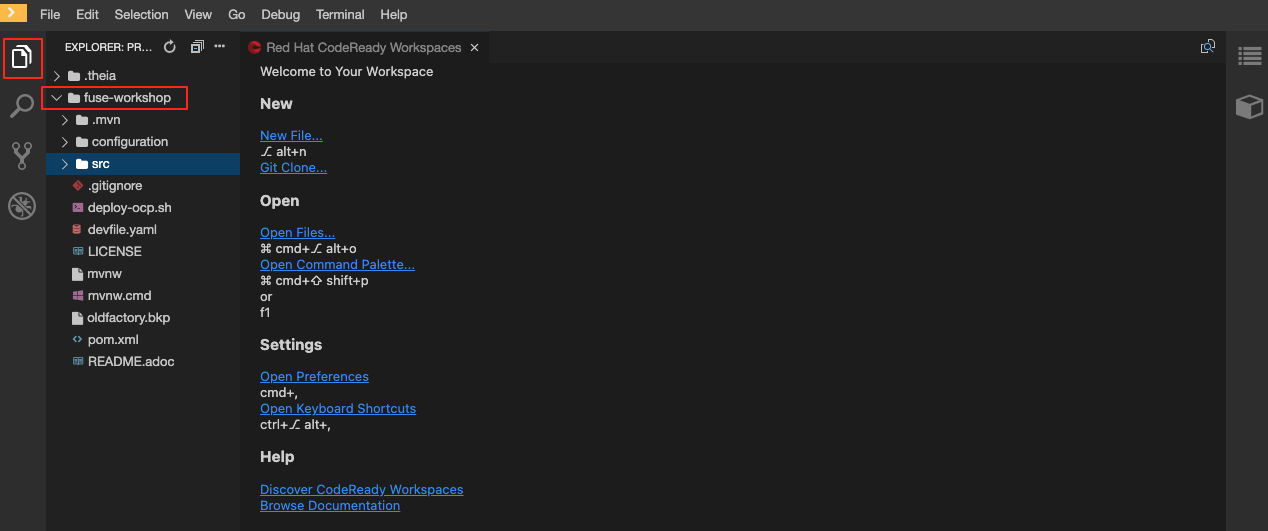 File Edit Selection View Go Debug Terminal Help
EXPLORER: PR...
.theia
fuse-workshop
.mvn
configuration
src
.gitignore
deploy-ocp.sh
devfile.yaml
LICENSE
mvnw
mvnw.cmd
oldfactory.bkp
pom.xml
README.adoc
Red Hat CodeReady Workspaces ×
Welcome to Your Workspace
New
New File...
⌥ alt+n
Git Clone...
Open
Open Files...
⌘ cmd+⌥ alt+o
Open Command Palette...
⌘ cmd+⇧ shift+p
or
f1
Settings
Open Preferences
cmd+,
Open Keyboard Shortcuts
ctrl+⌥ alt+,
Help
Discover CodeReady Workspaces
Browse Documentation